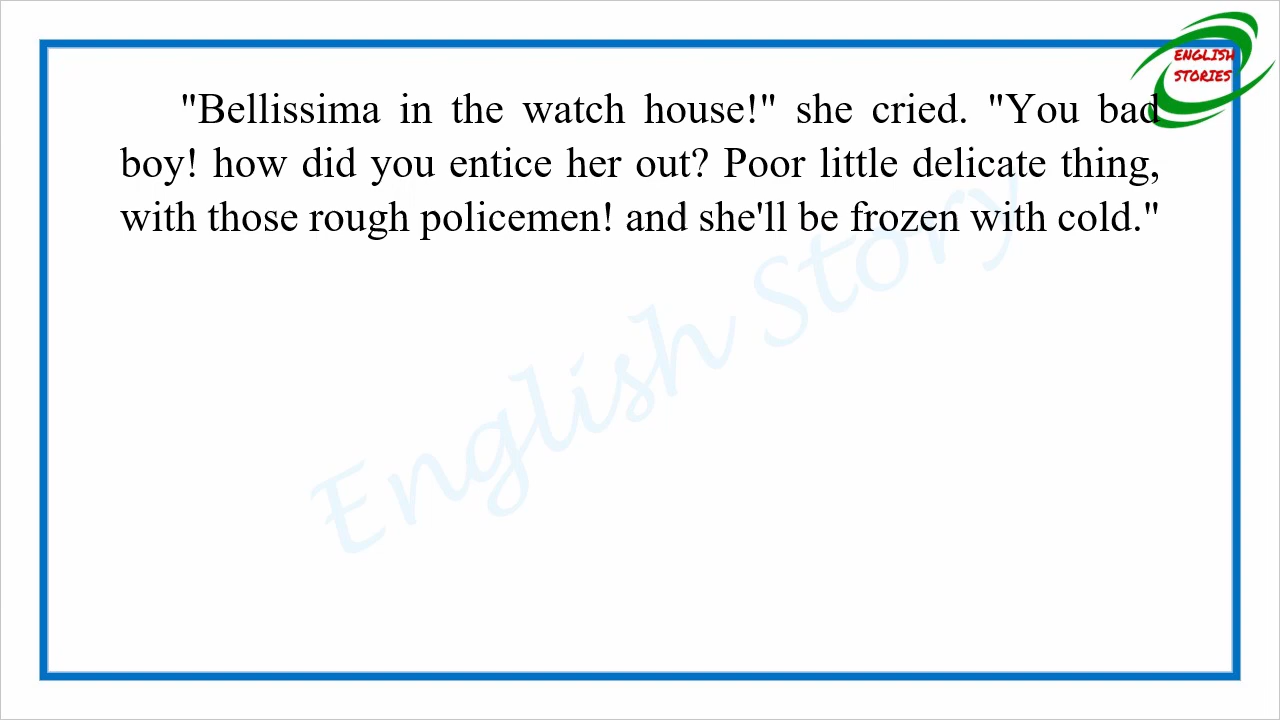 ENGLISH
STORIES
"Bellissima in the watch house!" she cried. "You bad
boy! how did you entice her out? Poor little delicate thing,
with those rough policemen! and she'll be frozen with cold."
English Story